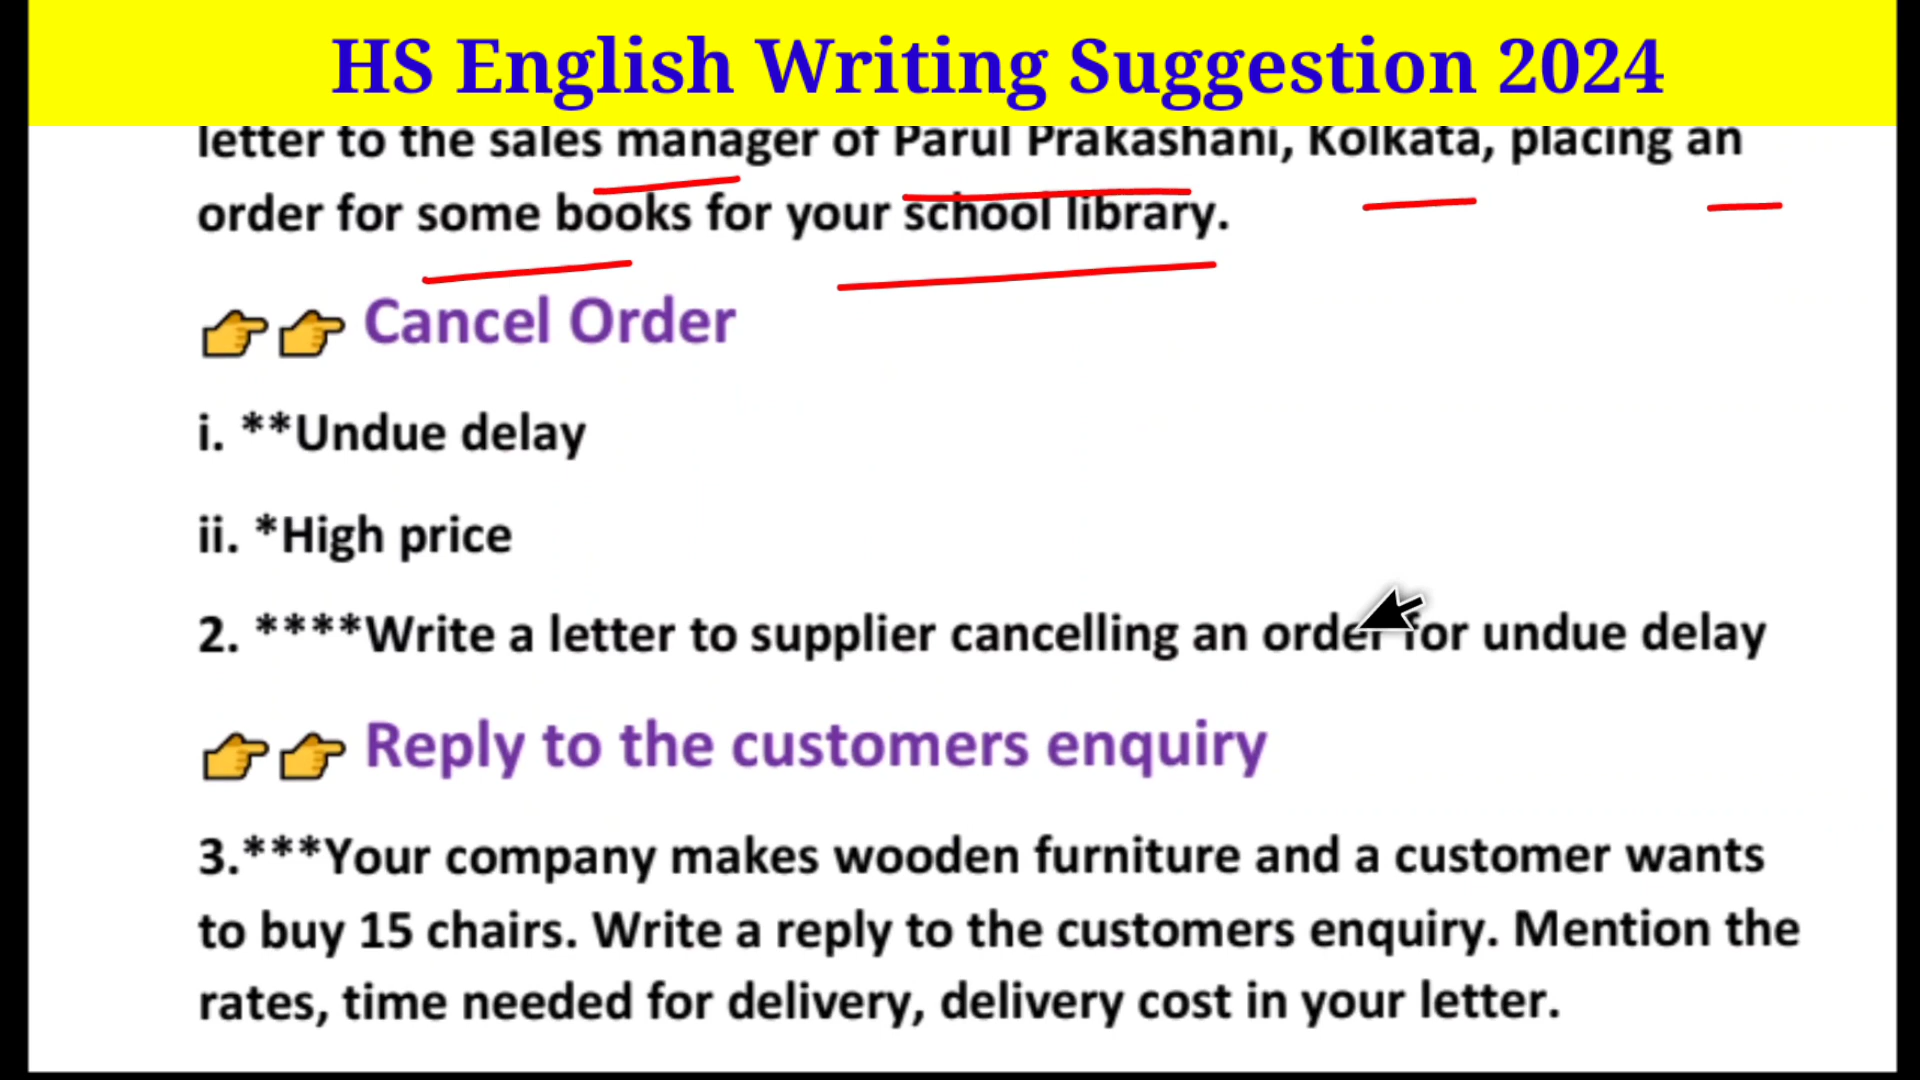 HS English Writing Suggestion 2024
letter to the sales manager of Parul Prakashani, Kolkata, placing an
order for some books for your school library.
Cancel Order
i. **Undue delay
ii. *High price
2. ****Write a letter to supplier cancelling an order for undue delay
Reply to the customers enquiry
3.***Your company makes wooden furniture and a customer wants
to buy 15 chairs. Write a reply to the customers enquiry. Mention the
rates, time needed for delivery, delivery cost in your letter.